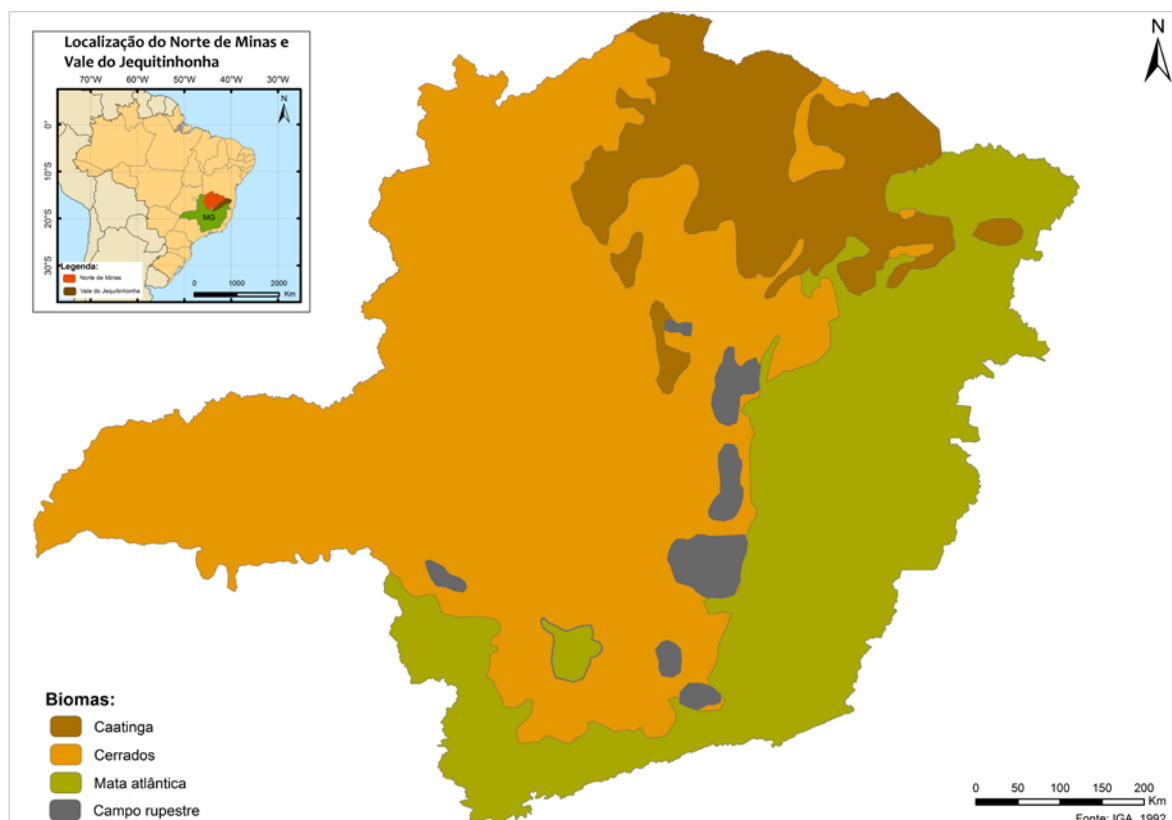 Localização do Norte de Minas e
Vale do Jequitinhonha
70°W 60°W 50°W 40°W 30°W
N
0°
10°S
20°S
30°S
MG
Legenda:
Norte de Minas
Vale do Jequitinhonha
0 1000 2000
Km
N
Biomas:
Caatinga
Cerrados
Mata atlântica
Campo rupestre
0 50 100 150 200
Km
Fonte: IGA, 1992